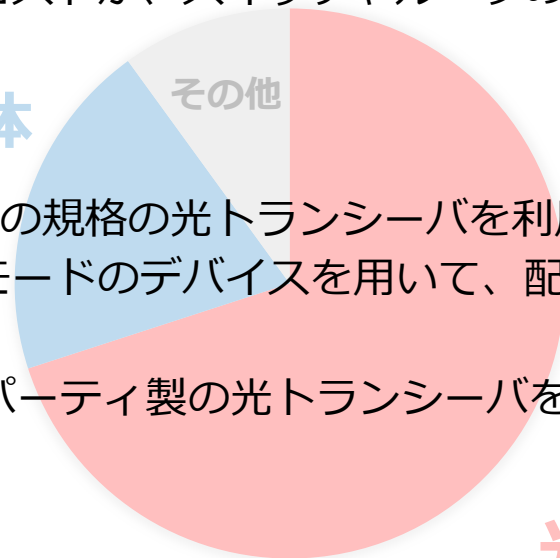 その他
体
の規格の光トランシーバを利
モードのデバイスを用いて、配
パーティ製の光トランシーバを